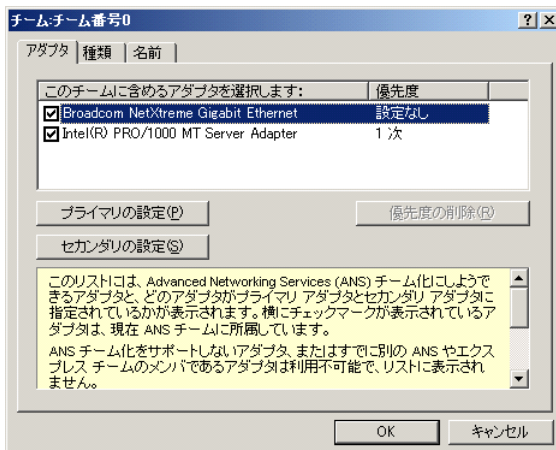 チーム:チーム番号0
アダプタ 種類 名前
このチームに含めるアダプタを選択します: 優先度
Broadcom NetXtreme Gigabit Ethernet 設定なし
Intel(R) PRO/1000 MT Server Adapter 1 次
プライマリの設定(P) 優先度の削除(R)
セカンダリの設定(S)
このリストには、Advanced Networking Services (ANS) チーム化にしようで
きるアダプタと、どのアダプタがプライマリ アダプタとセカンダリ アダプタに
指定されているかが表示されます。横にチェックマークが表示されているア
ダプタは、現在 ANS チームに所属しています。
ANS チーム化をサポートしないアダプタ、またはすでに別の ANS やエクス
プレス チームのメンバであるアダプタは利用不可能で、リストに表示され
ません。
OK キャンセル